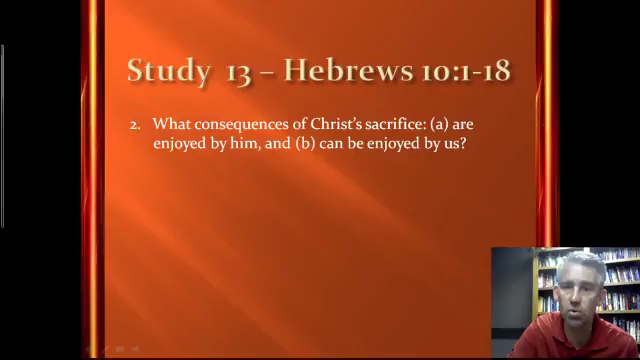 Study 13 – Hebrews 10:1-18
2. What consequences of Christ's sacrifice: (a) are
enjoyed by him, and (b) can be enjoyed by us?